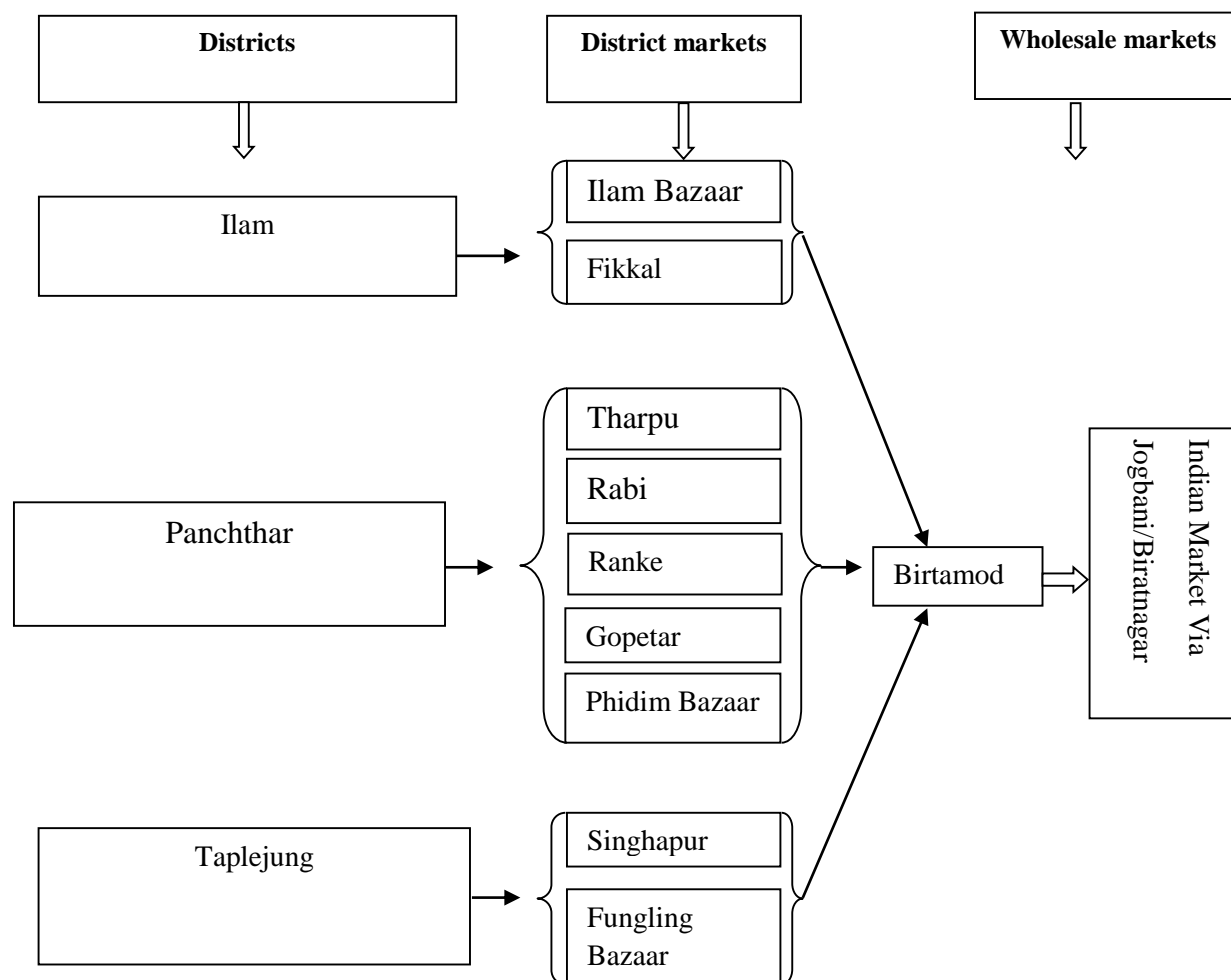 Districts
District markets
Wholesale markets
Ilam
Ilam Bazaar
Fikkal
Panchthar
Tharpu
Rabi
Ranke
Gopetar
Phidim Bazaar
Birtamod
Indian Market Via
Jogbani/Biratnagar
Taplejung
Singhapur
Fungling
Bazaar